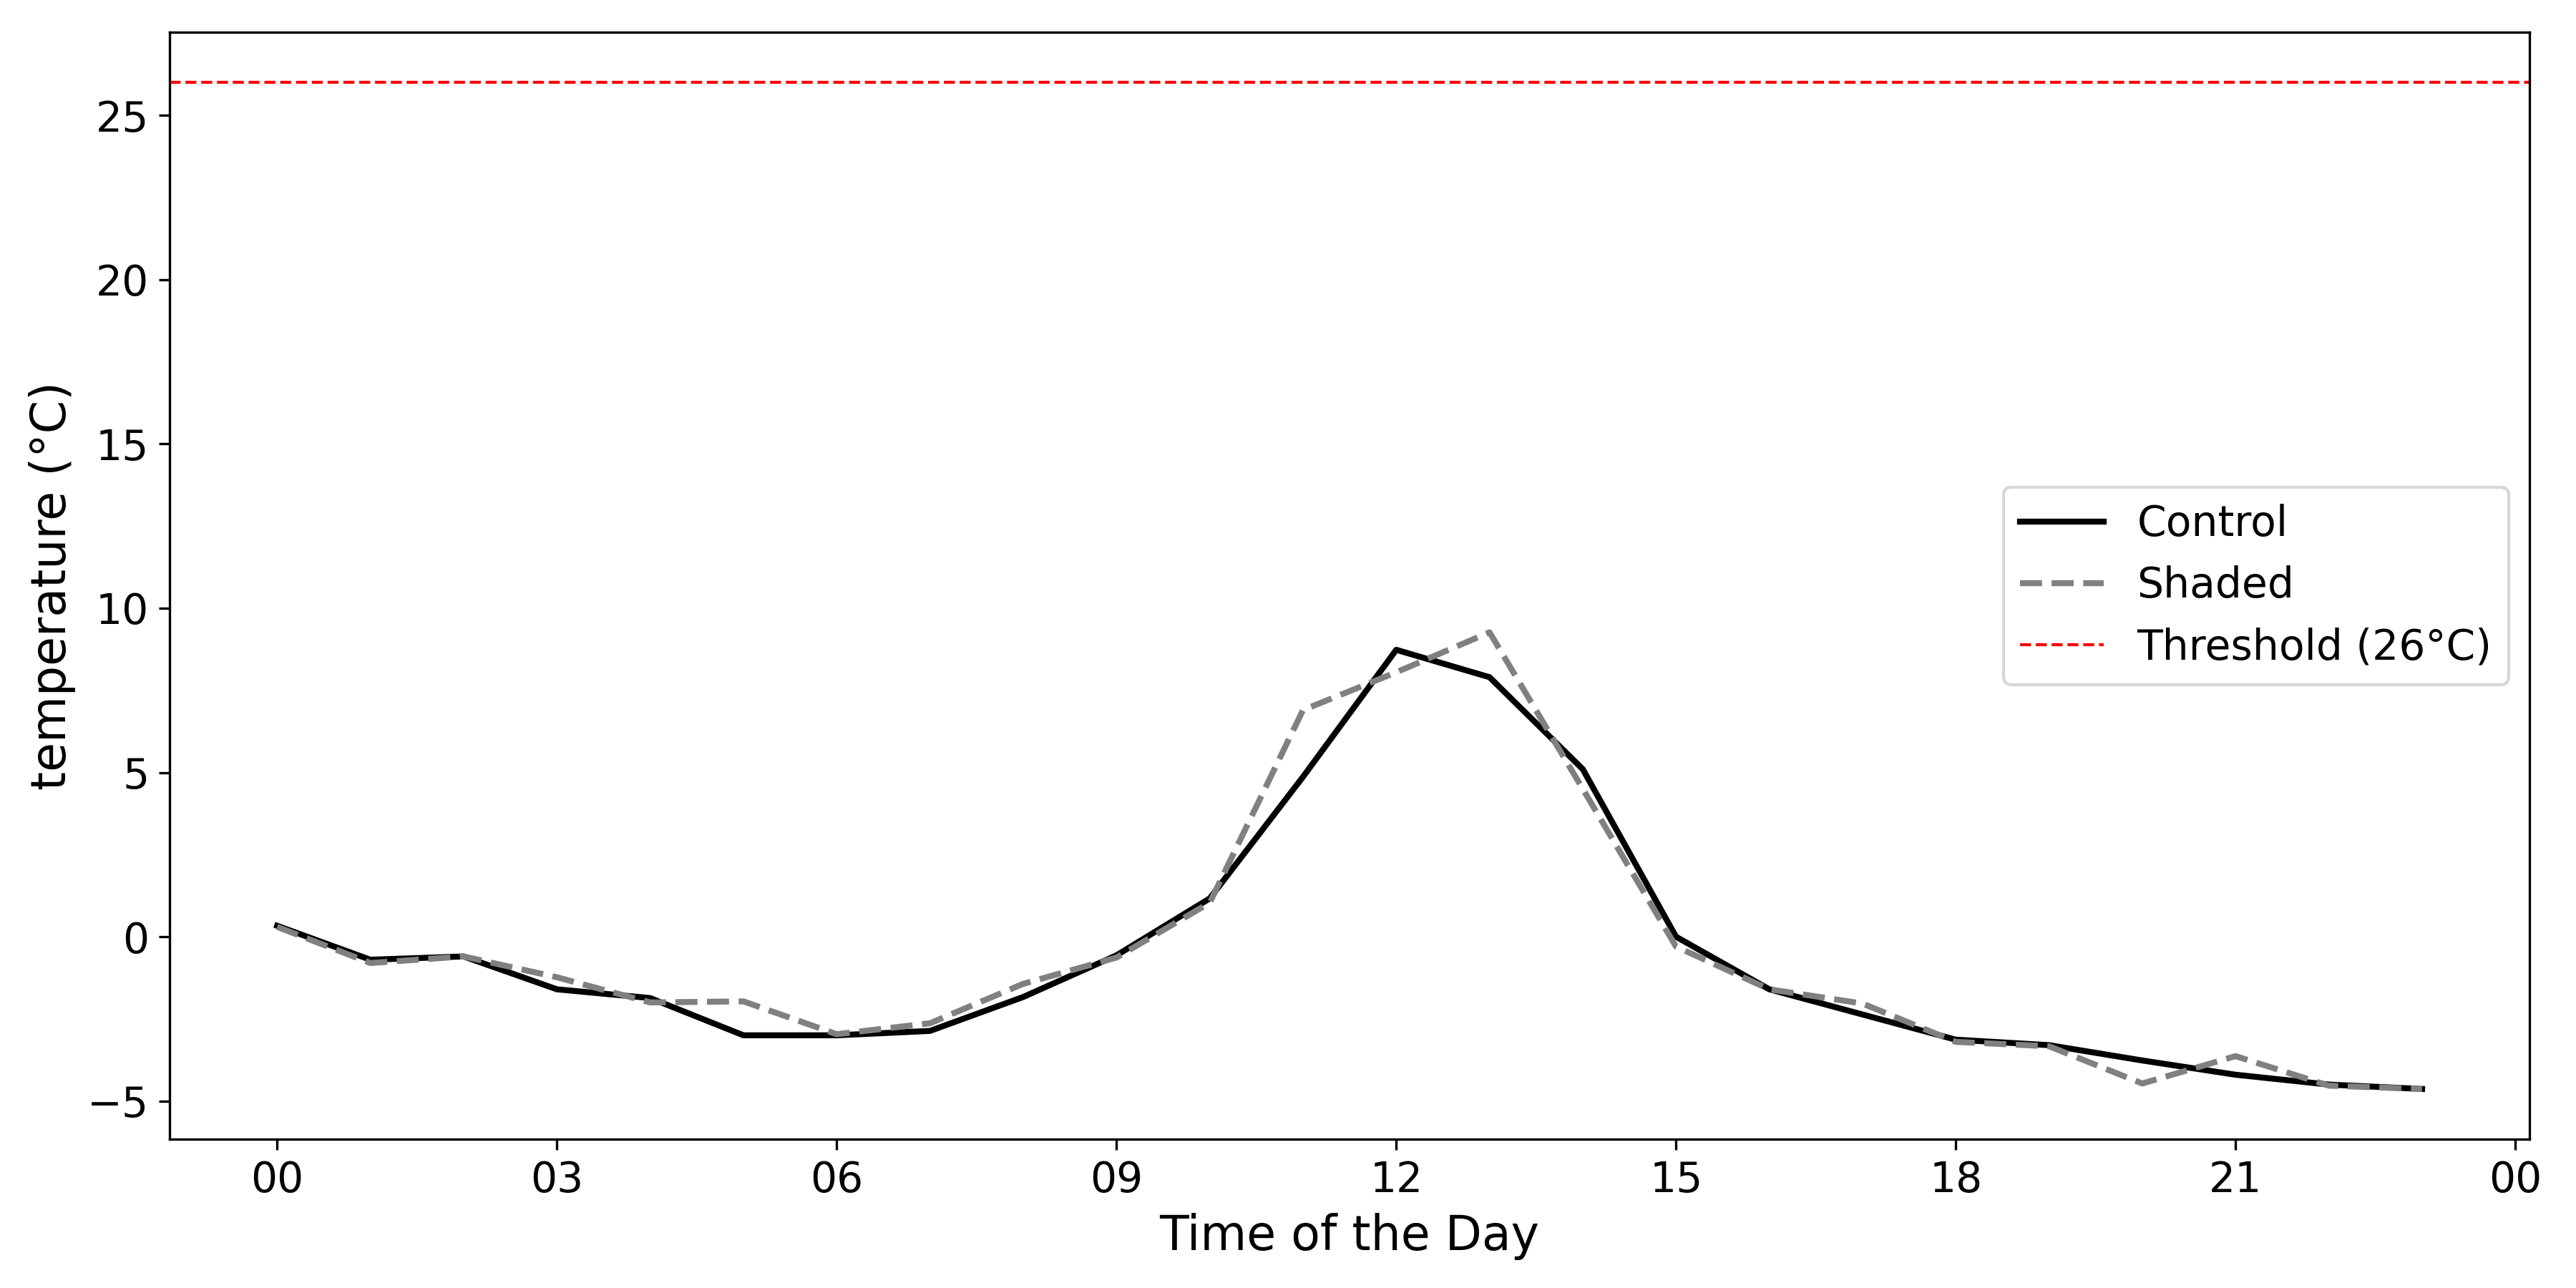 25
20
15
10
5
0
−5
temperature (°C)
Control
Shaded
Threshold (26°C)
00 03 06 09 12 15 18 21 00
Time of the Day